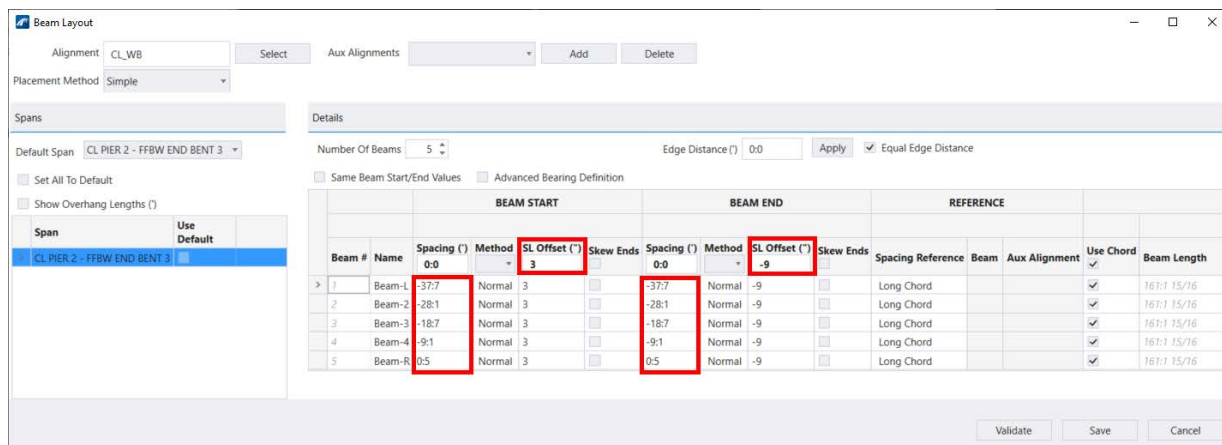 Beam Layout
Alignment CL_WB Select Aux Alignments Add Delete
Placement Method Simple
Spans Details
Default Span CL PIER 2 - FFBW END BENT 3 Number Of Beams 5 Edge Distance (') 0:0 Apply Equal Edge Distance
Set All To Default Same Beam Start/End Values Advanced Bearing Definition
Show Overhang Lengths (')
BEAM START BEAM END REFERENCE
Span Use Default
CL PIER 2 - FFBW END BENT 3
Beam # Name Spacing (') Method SL Offset (") Skew Ends Spacing (') Method SL Offset (") Skew Ends Spacing Reference Beam Aux Alignment Use Chord Beam Length
0:0 3 0:0 -9
1 Beam-L -37:7 Normal 3 -37:7 Normal -9 Long Chord 161:1 15/16
2 Beam-2 -28:1 Normal 3 -28:1 Normal -9 Long Chord 161:1 15/16
3 Beam-3 -18:7 Normal 3 -18:7 Normal -9 Long Chord 161:1 15/16
4 Beam-4 -9:1 Normal 3 -9:1 Normal -9 Long Chord 161:1 15/16
5 Beam-R 0:5 Normal 3 0:5 Normal -9 Long Chord 161:1 15/16
Validate Save Cancel